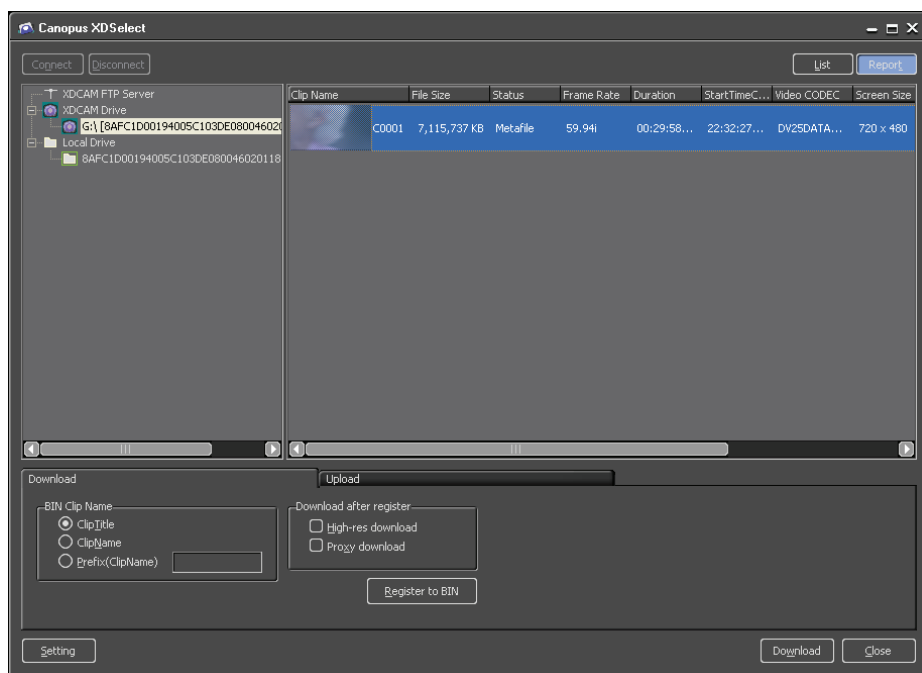 Canopus XDSelect
Connect Disconnect List Report
XDCAM FTP Server
XDCAM Drive
G:\ [8AFC1D00194005C103DE08004602
Local Drive
8AFC1D00194005C103DE080046020118
Clip Name File Size Status Frame Rate Duration StartTimeC... Video CODEC Screen Size
C0001 7,115,737 KB Metafile 59.94i 00:29:58... 22:32:27... DV25DATA... 720 x 480
Download Upload
BIN Clip Name
ClipTitle
ClipName
Prefix(ClipName)
Download after register
High-res download
Proxy download
Register to BIN
Setting Download Close